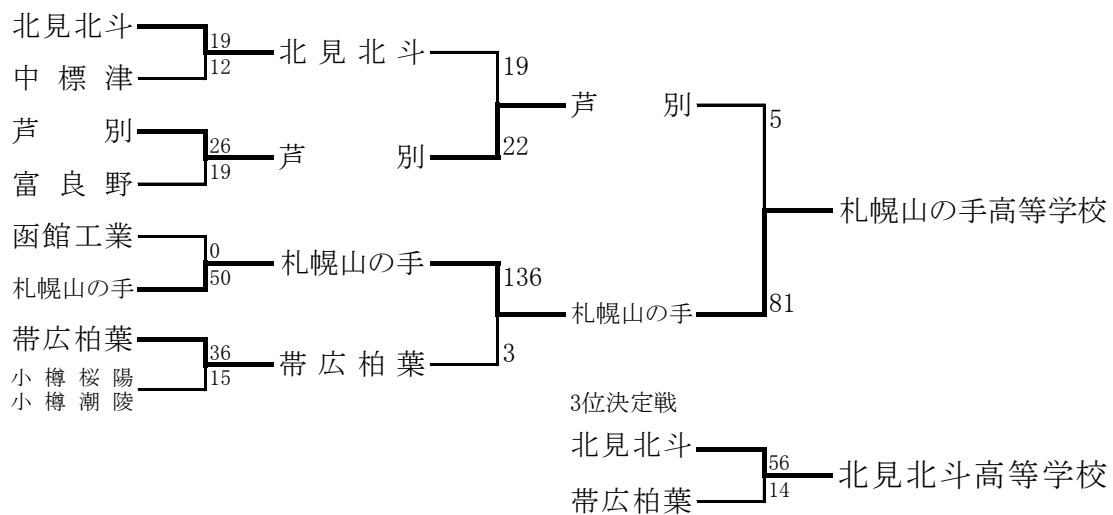 北見北斗
19
12
中標津
北見北斗
芦別
26
19
富良野
芦別
19
22
芦別
函館工業
0
50
札幌山の手
札幌山の手
帯広柏葉
36
15
小樽桜陽
小樽潮陵
帯広柏葉
136
3
札幌山の手
5
81
札幌山の手高等学校
3位決定戦
北見北斗
56
14
帯広柏葉
北見北斗高等学校